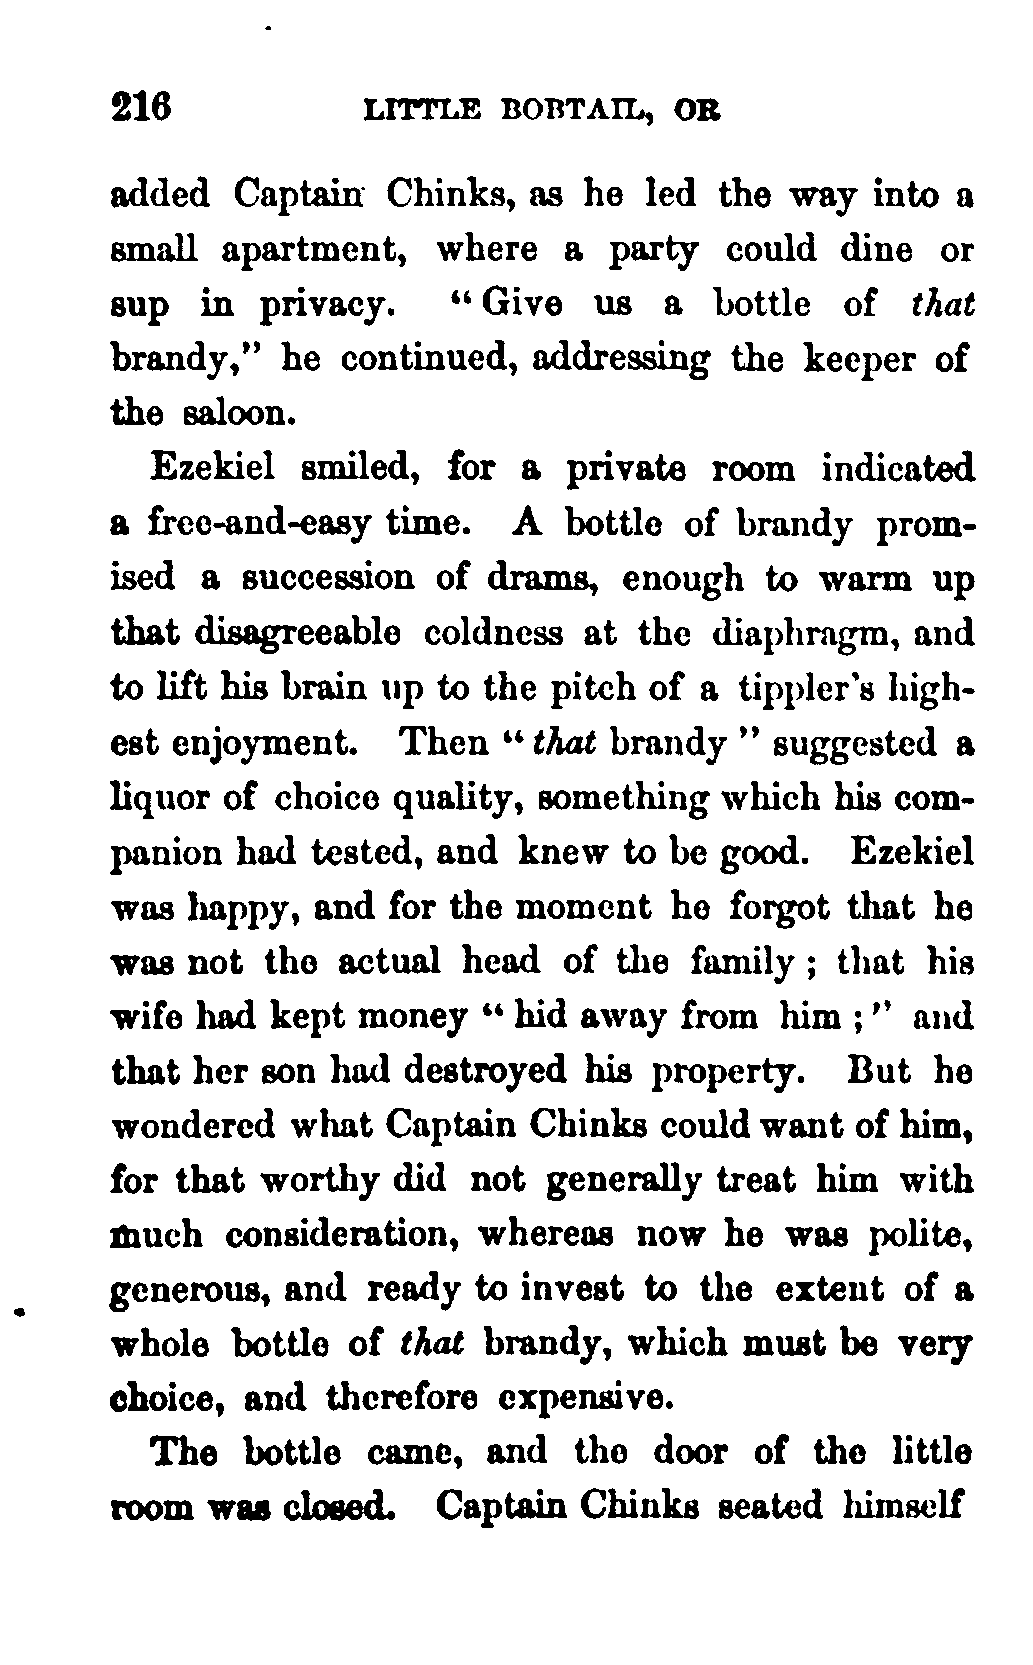 216 LITTLE BOBTAIL, OR
added Captain Chinks, as he led the way into a
small apartment, where a party could dine or
sup in privacy. "Give us a bottle of that
brandy," he continued, addressing the keeper of
the saloon.
Ezekiel smiled, for a private room indicated
a free-and-easy time. A bottle of brandy prom-
ised a succession of drams, enough to warm up
that disagreeable coldness at the diaphragm, and
to lift his brain up to the pitch of a tippler's high-
est enjoyment. Then "that brandy" suggested a
liquor of choice quality, something which his com-
panion had tested, and knew to be good. Ezekiel
was happy, and for the moment he forgot that he
was not the actual head of the family; that his
wife had kept money "hid away from him;" and
that her son had destroyed his property. But he
wondered what Captain Chinks could want of him,
for that worthy did not generally treat him with
much consideration, whereas now he was polite,
generous, and ready to invest to the extent of a
whole bottle of that brandy, which must be very
choice, and therefore expensive.
The bottle came, and the door of the little
room was closed. Captain Chinks seated himself